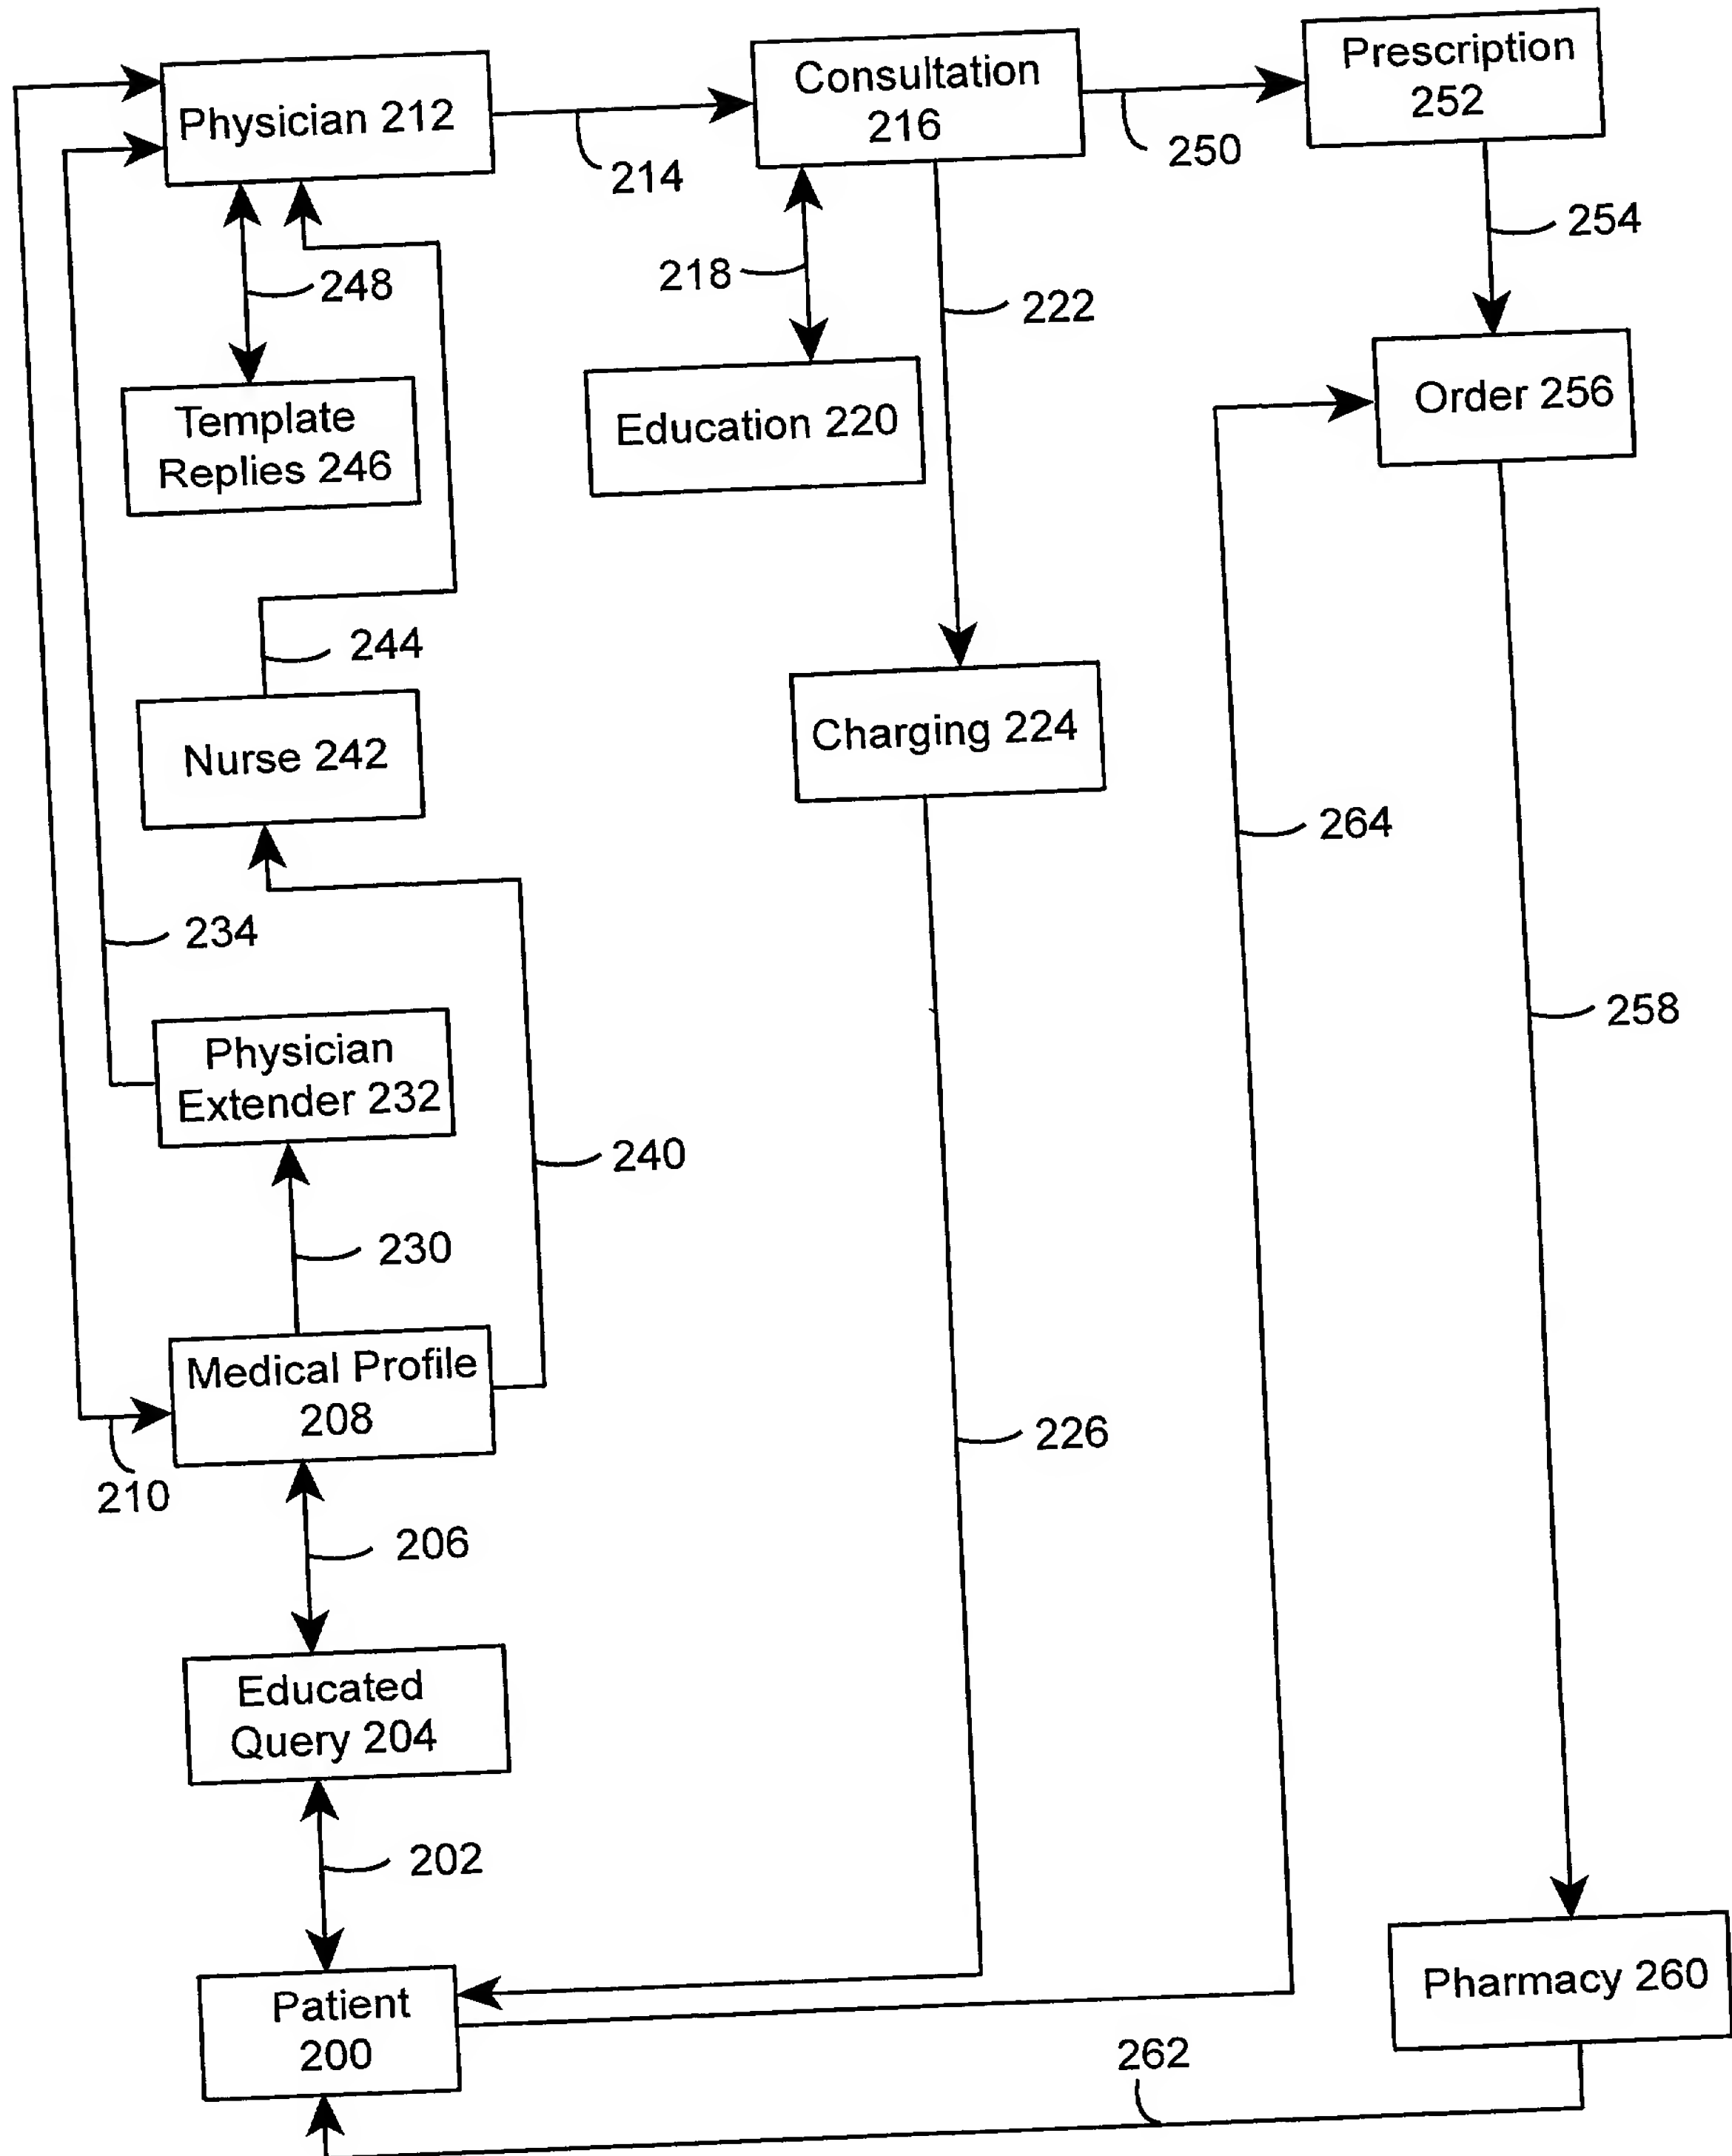 Physician 212
214
Consultation
216
250
Prescription
252
254
248
218
222
Template
Replies 246
Education 220
Order 256
244
Nurse 242
Charging 224
264
234
258
Physician
Extender 232
240
230
Medical Profile
208
210
226
206
Educated
Query 204
202
Patient
200
Pharmacy 260
262